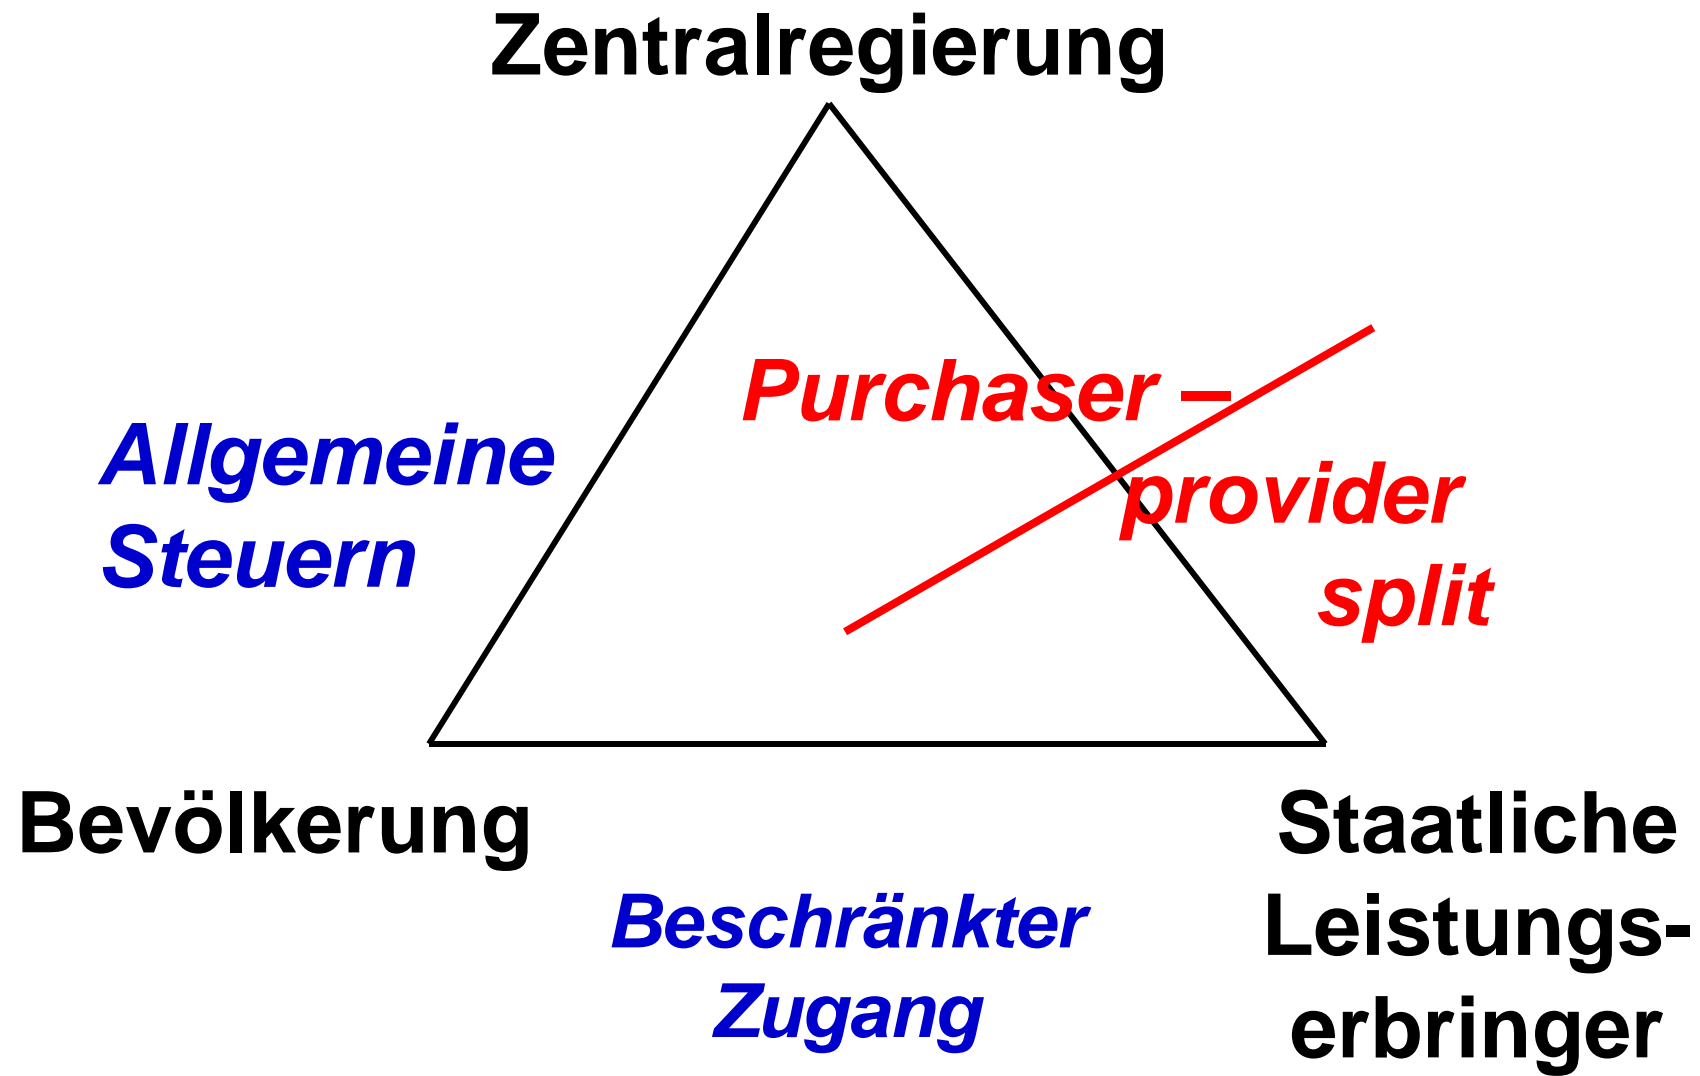 Zentralregierung
Purchaser –
provider
split
Allgemeine
Steuern
Bevölkerung
Staatliche
Leistungs-
erbringer
Beschränkter
Zugang